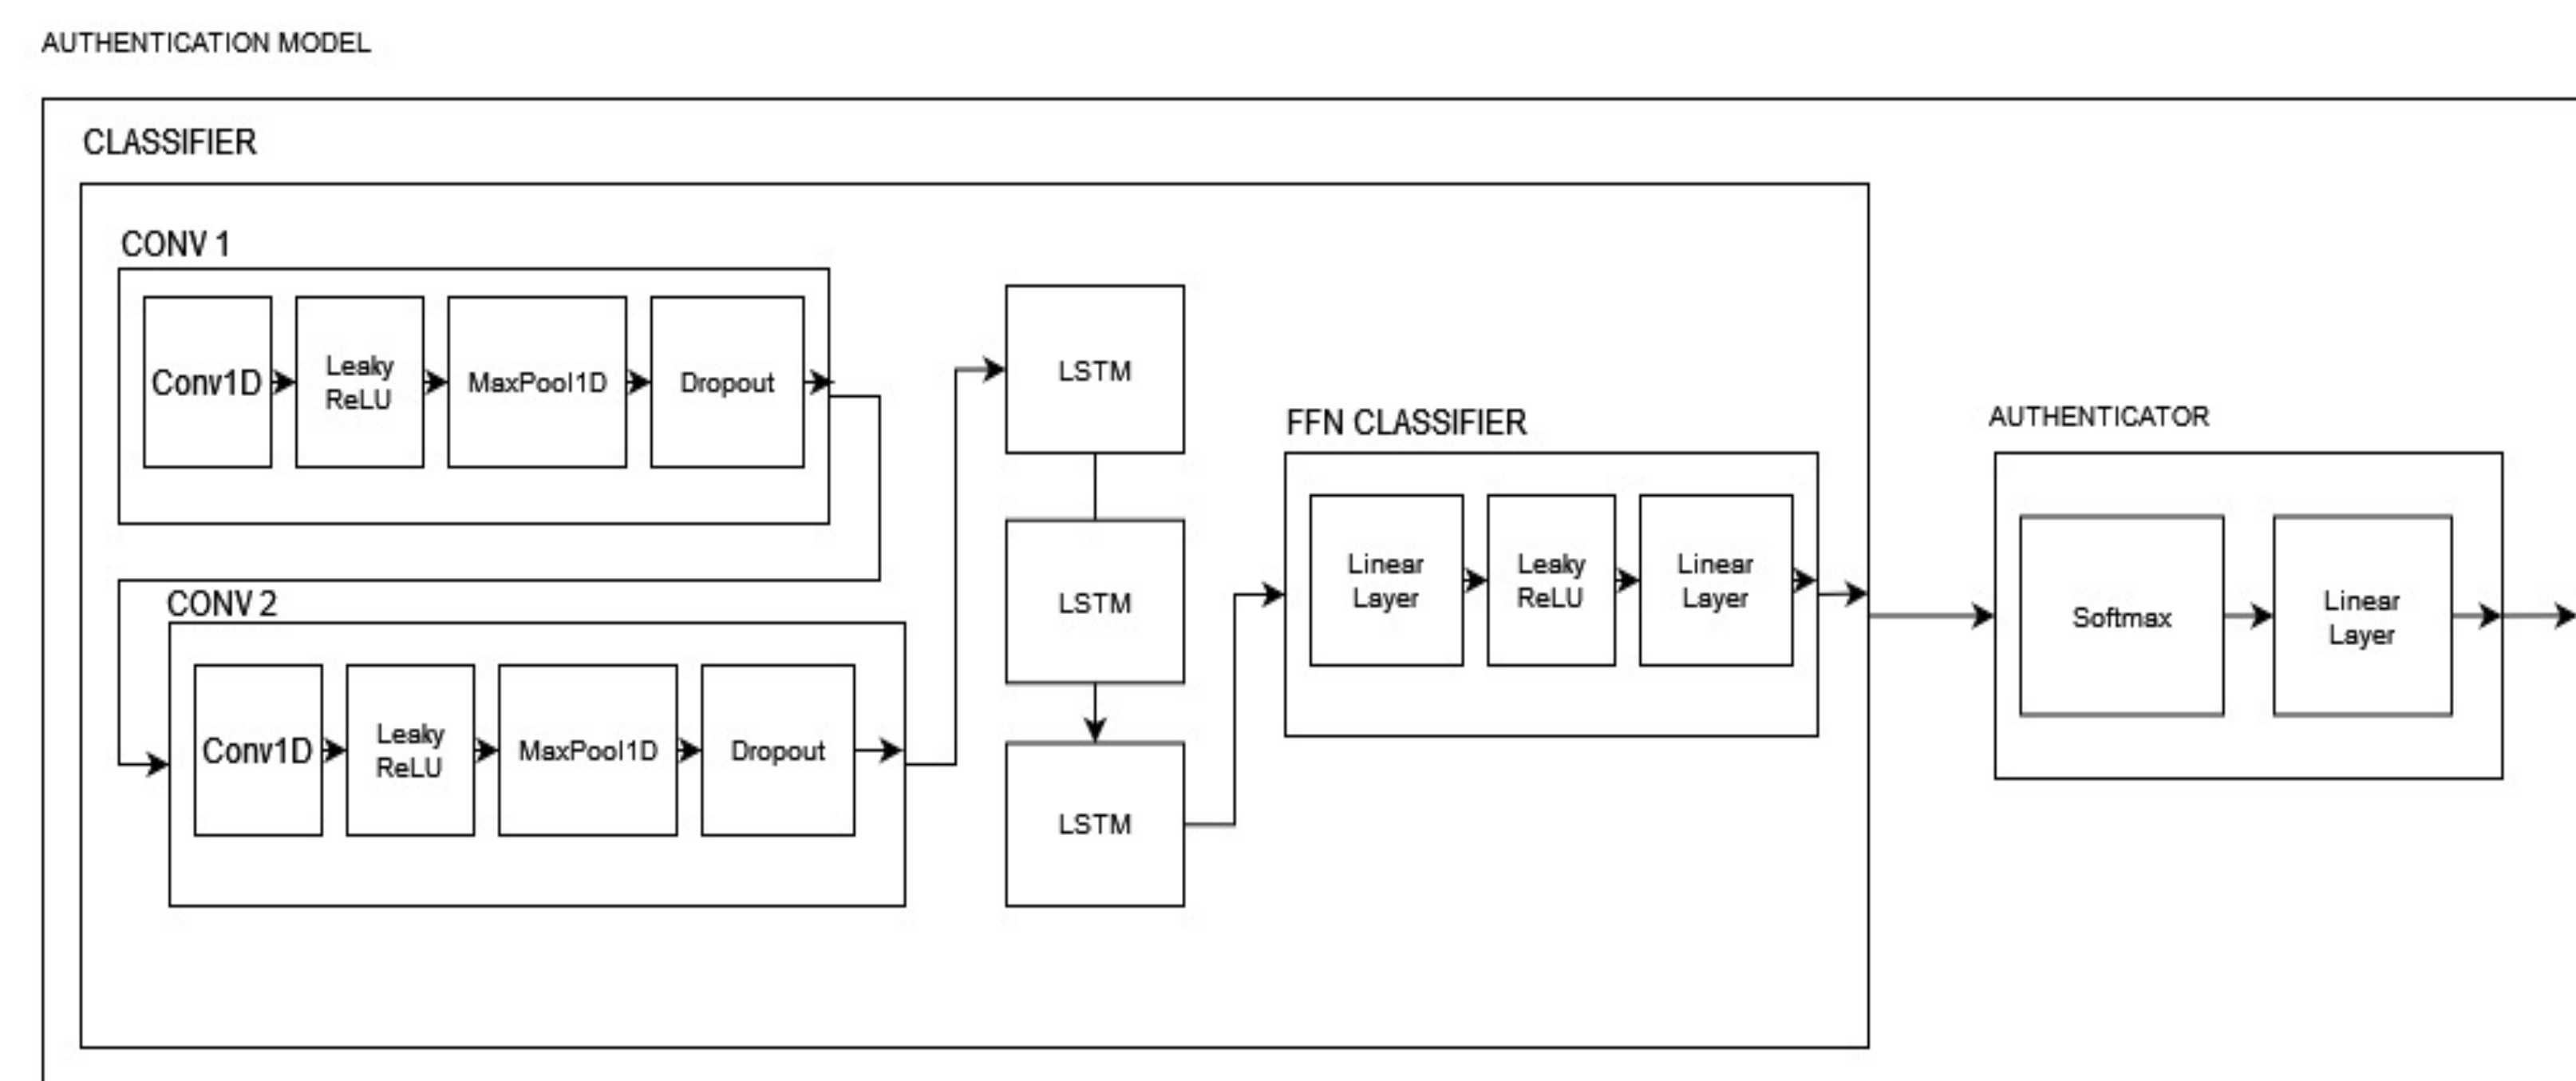 AUTHENTICATION MODEL
CLASSIFIER
CONV 1
Conv1D
Leaky
ReLU
MaxPool1D
Dropout
CONV 2
Conv1D
Leaky
ReLU
MaxPool1D
Dropout
LSTM
LSTM
LSTM
FFN CLASSIFIER
Linear
Layer
Leaky
ReLU
Linear
Layer
AUTHENTICATOR
Softmax
Linear
Layer